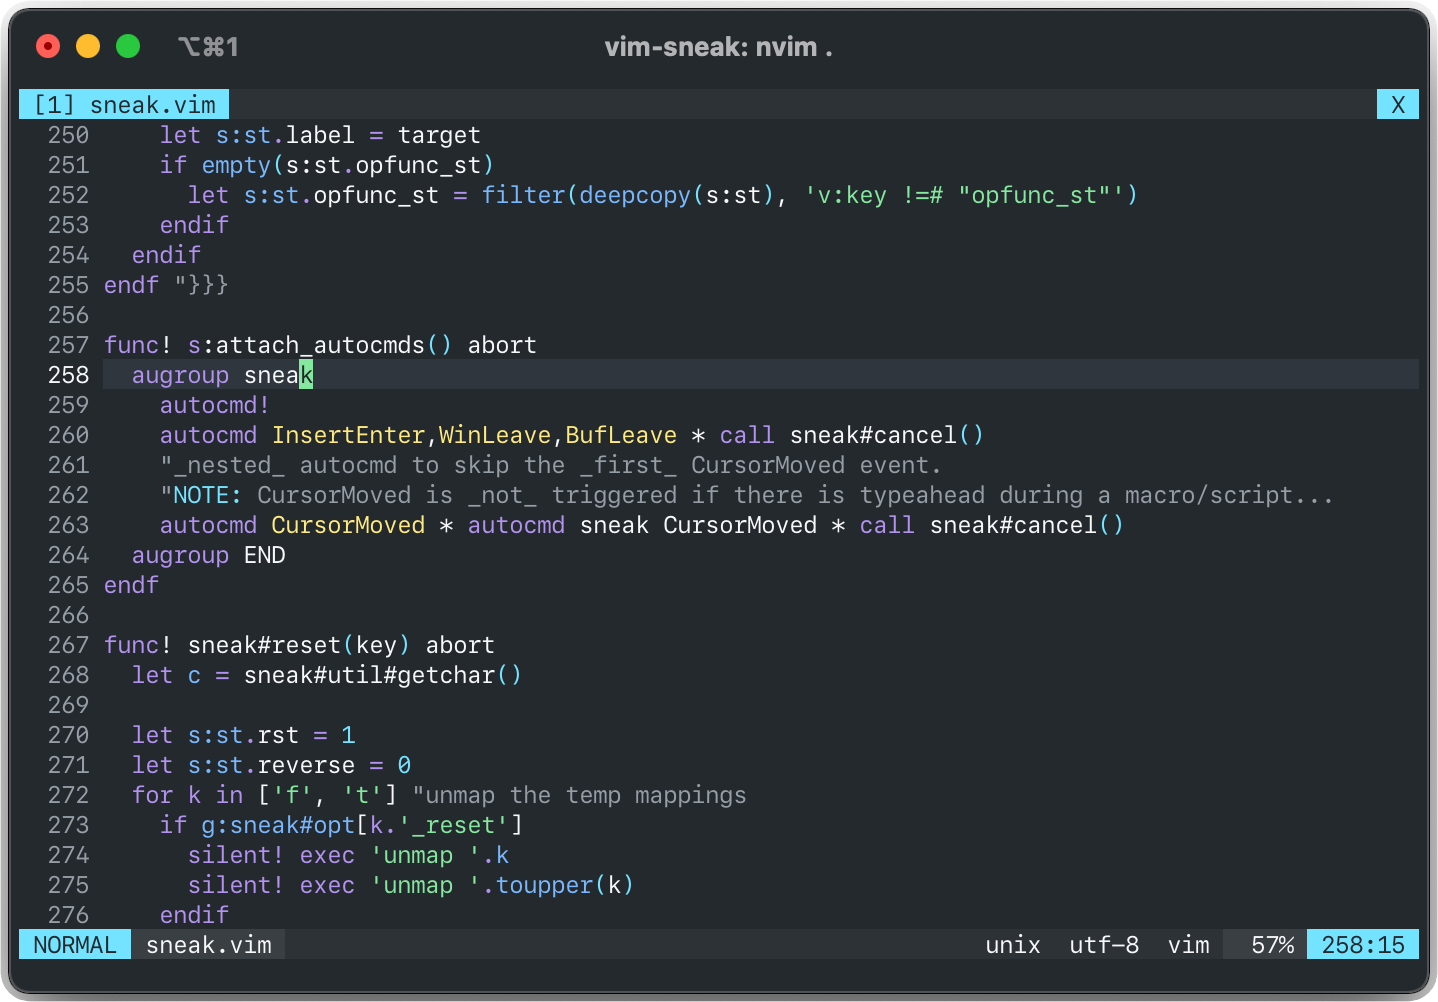 ⌥⌘1 vim-sneak: nvim .
[1] sneak.vim X
250     let s:st.label = target
251     if empty(s:st.opfunc_st)
252       let s:st.opfunc_st = filter(deepcopy(s:st), 'v:key !=# "opfunc_st"')
253     endif
254   endif
255 endf "}}}
256
257 func! s:attach_autocmds() abort
258   augroup sneak
259     autocmd!
260     autocmd InsertEnter,WinLeave,BufLeave * call sneak#cancel()
261     "_nested_ autocmd to skip the _first_ CursorMoved event.
262     "NOTE: CursorMoved is _not_ triggered if there is typeahead during a macro/script...
263     autocmd CursorMoved * autocmd sneak CursorMoved * call sneak#cancel()
264   augroup END
265 endf
266
267 func! sneak#reset(key) abort
268   let c = sneak#util#getchar()
269
270   let s:st.rst = 1
271   let s:st.reverse = 0
272   for k in ['f', 't'] "unmap the temp mappings
273     if g:sneak#opt[k.'_reset']
274       silent! exec 'unmap '.k
275       silent! exec 'unmap '.toupper(k)
276     endif
NORMAL sneak.vim unix utf-8 vim 57% 258:15